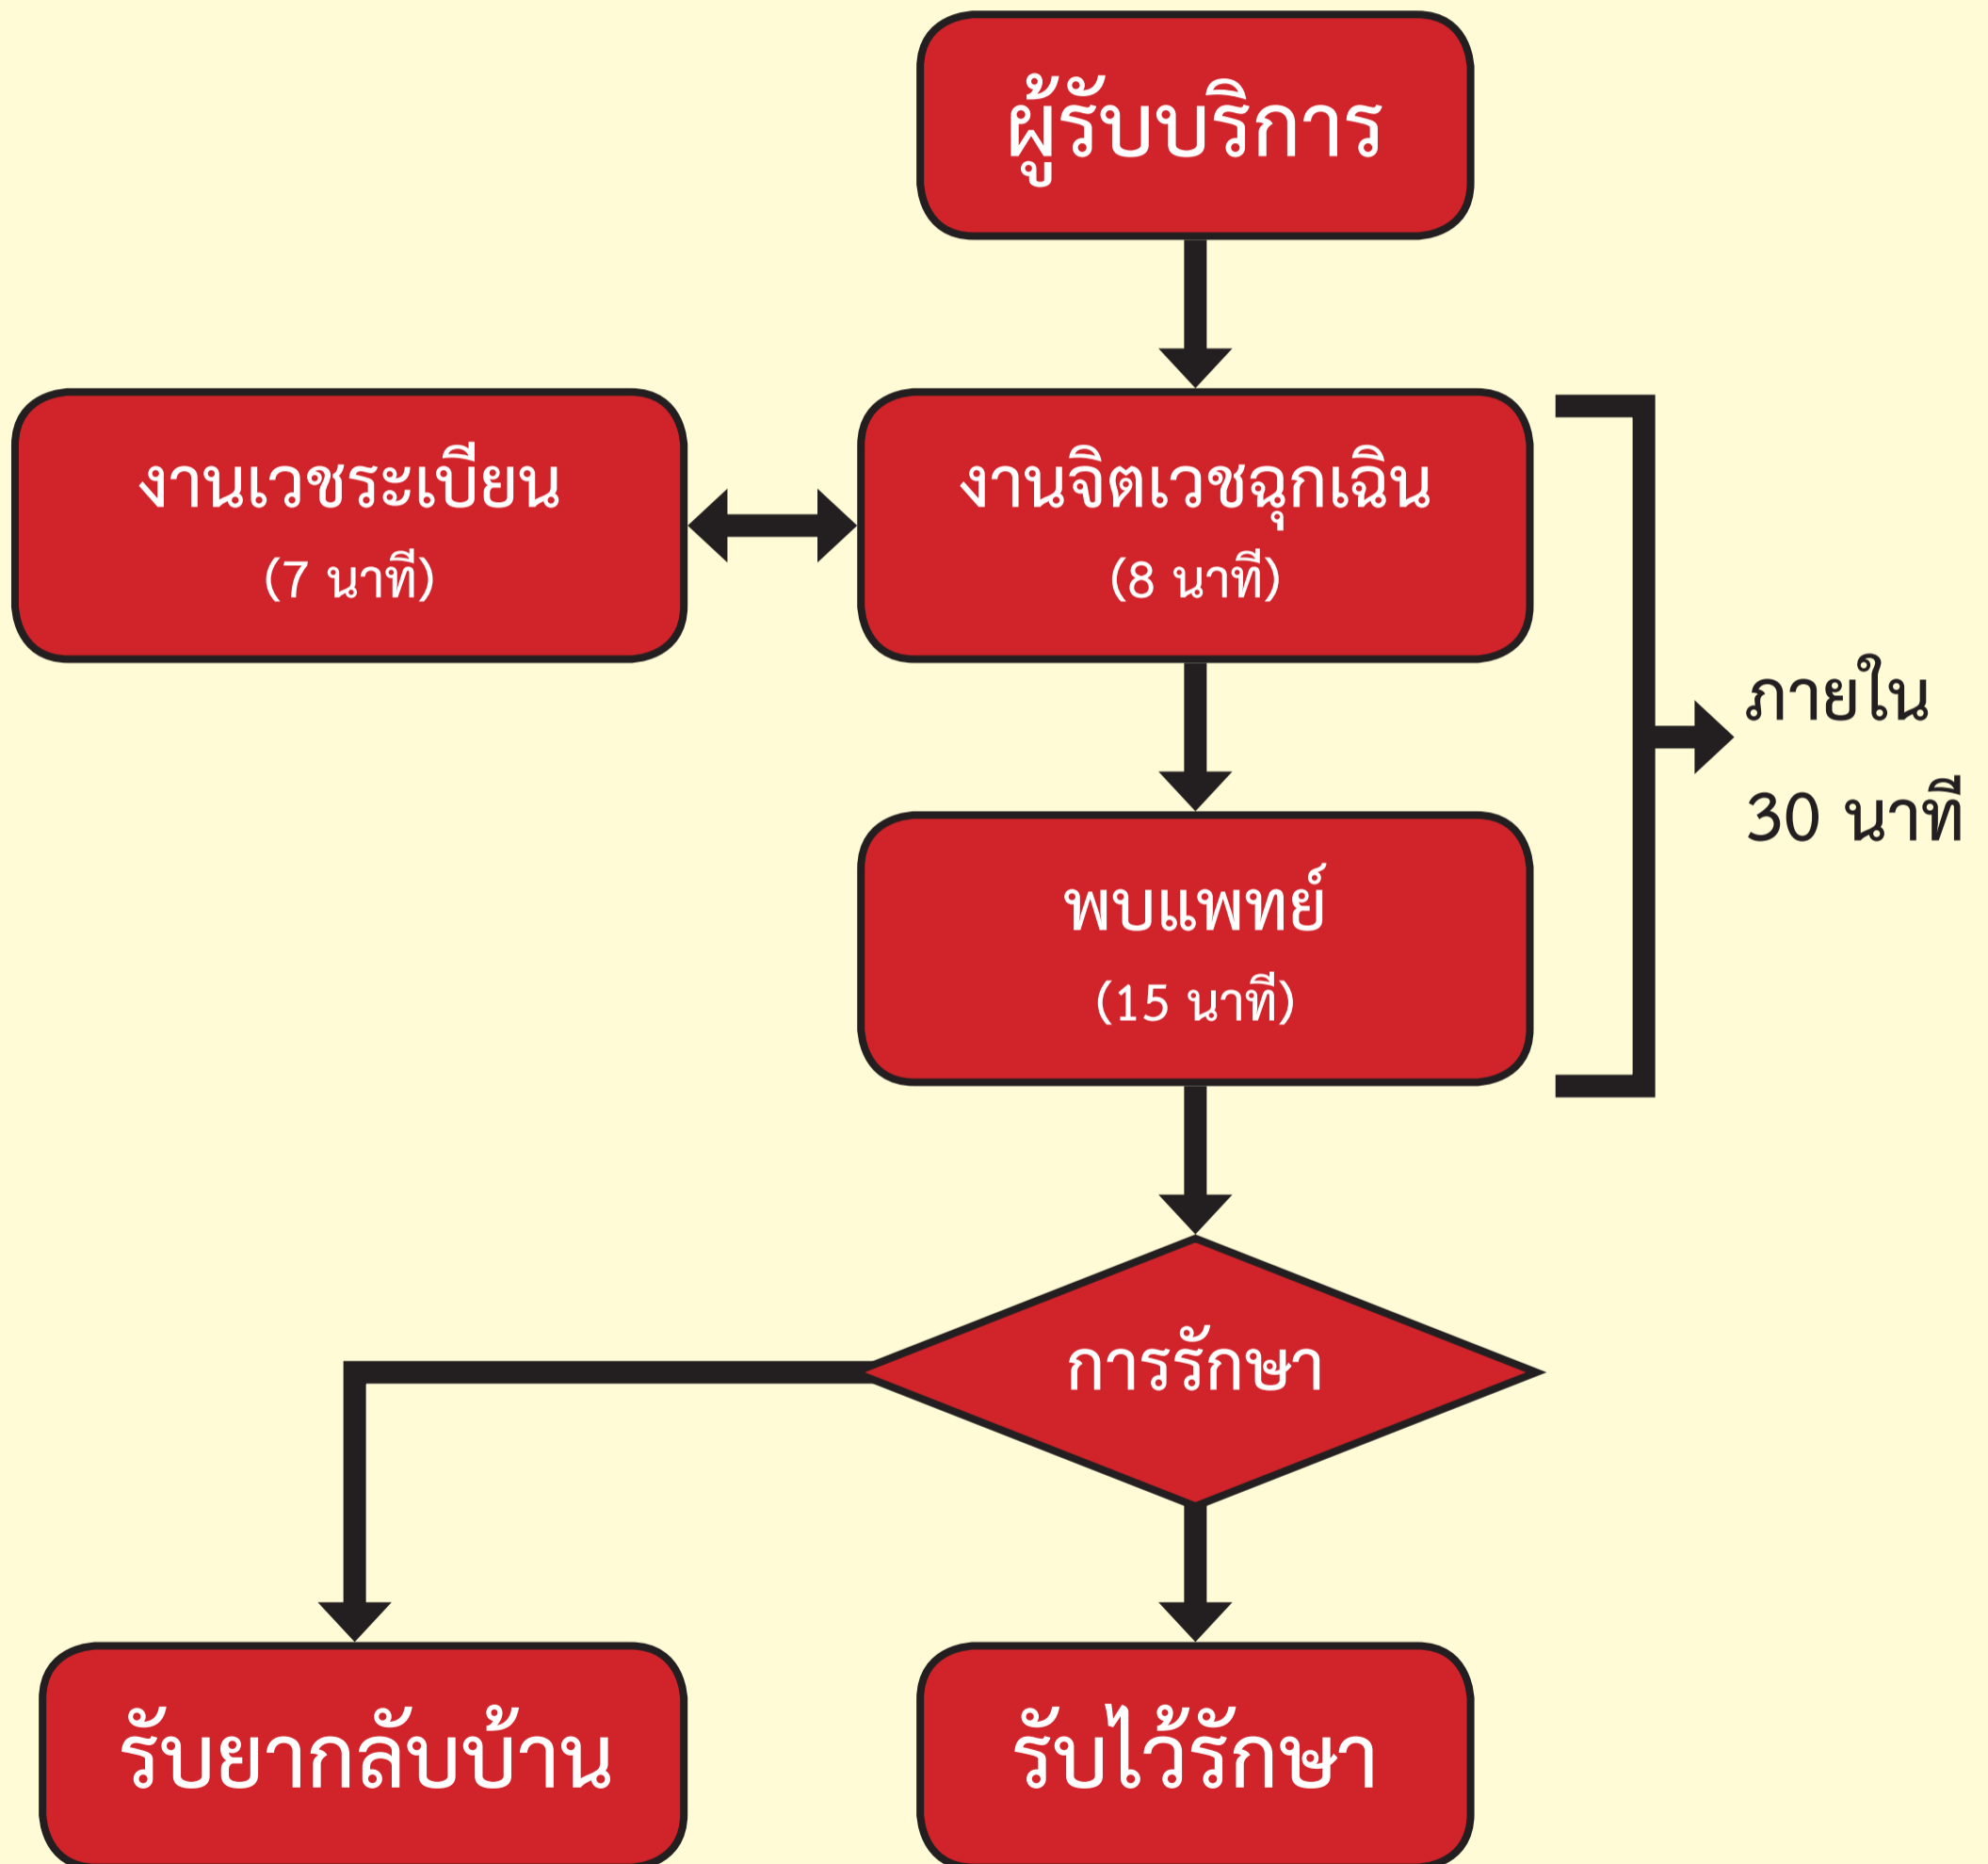 ผู้รับบริการ
งานเวชระเบียน
(7 นาที)
งานจิตเวชฉุกเฉิน
(8 นาที)
ภายใน
30 นาที
พบแพทย์
(15 นาที)
การรักษา
รับยากลับบ้าน
รับไว้รักษา